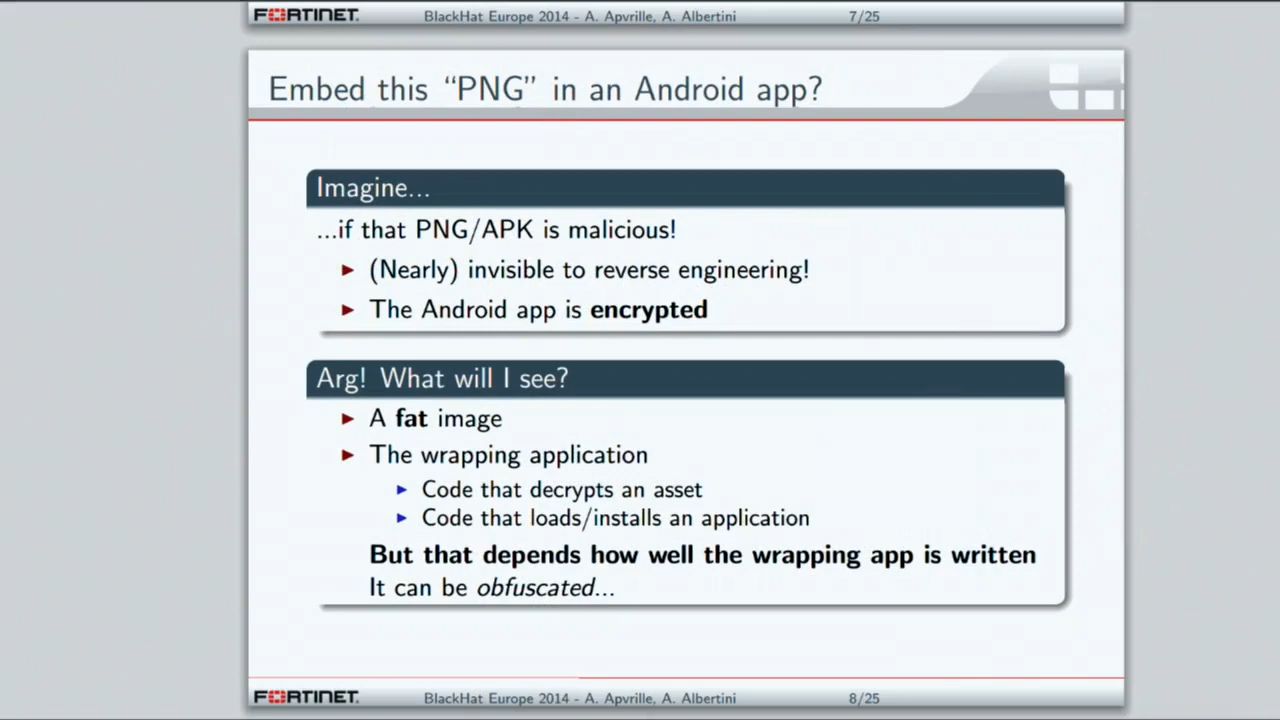 FORTINET.
BlackHat Europe 2014 - A. Apvrille, A. Albertini
7/25
Embed this “PNG” in an Android app?
Imagine...
...if that PNG/APK is malicious!
(Nearly) invisible to reverse engineering!
The Android app is encrypted
Arg! What will I see?
A fat image
The wrapping application
Code that decrypts an asset
Code that loads/installs an application
But that depends how well the wrapping app is written
It can be obfuscated...
FORTINET.
BlackHat Europe 2014 - A. Apvrille, A. Albertini
8/25